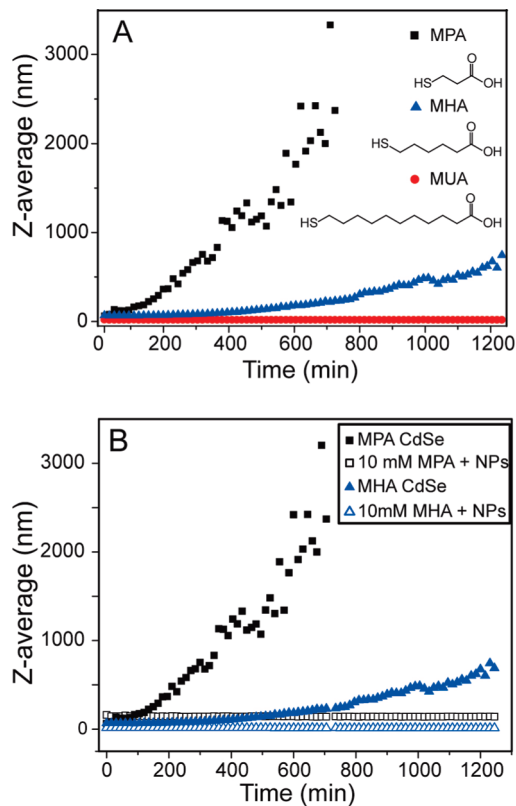 A
MPA
HS
O
OH
MHA
HS
O
OH
MUA
HS
O
OH
3000
2000
1000
0
Z-average (nm)
200 400 600 800 1000 1200
Time (min)
B
MPA CdSe
10 mM MPA + NPs
MHA CdSe
10mM MHA + NPs
3000
2000
1000
0
Z-average (nm)
0 200 400 600 800 1000 1200
Time (min)